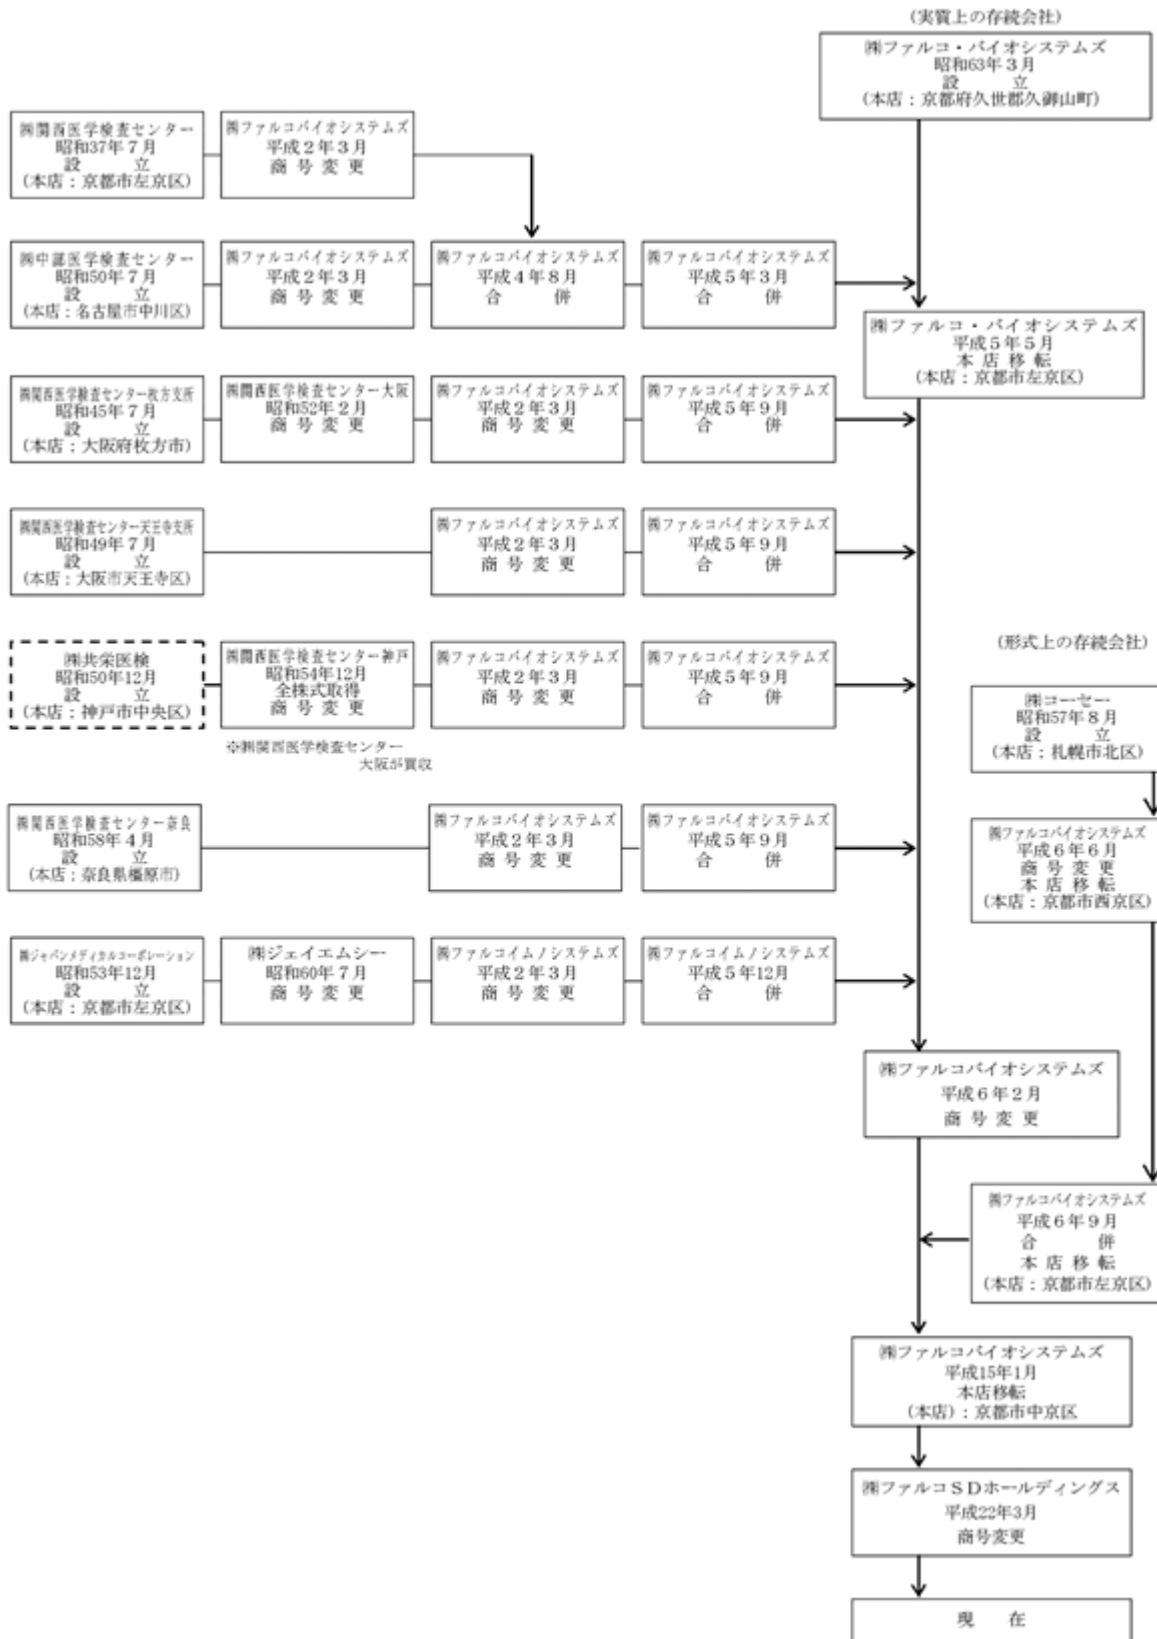 (実質上の存続会社)
㈱ファルコ・バイオシステムズ
昭和63年3月
設　　立
(本店：京都府久世郡久御山町)
㈱関西医学検査センター
昭和37年7月
設　　立
(本店：京都市左京区)
㈱ファルコバイオシステムズ
平成2年3月
商号変更
㈱中部医学検査センター
昭和50年7月
設　　立
(本店：名古屋市中川区)
㈱ファルコバイオシステムズ
平成2年3月
商号変更
㈱ファルコバイオシステムズ
平成4年8月
合　　併
㈱ファルコバイオシステムズ
平成5年3月
合　　併
㈱ファルコ・バイオシステムズ
平成5年5月
本店移転
(本店：京都市左京区)
㈱関西医学検査センター枚方支所
昭和45年7月
設　　立
(本店：大阪府枚方市)
㈱関西医学検査センター大阪
昭和52年2月
商号変更
㈱ファルコバイオシステムズ
平成2年3月
商号変更
㈱ファルコバイオシステムズ
平成5年9月
合　　併
㈱関西医学検査センター天王寺支所
昭和49年7月
設　　立
(本店：大阪市天王寺区)
㈱ファルコバイオシステムズ
平成2年3月
商号変更
㈱ファルコバイオシステムズ
平成5年9月
合　　併
㈱共栄医検
昭和50年12月
設　　立
(本店：神戸市中央区)
㈱関西医学検査センター神戸
昭和54年12月
全株式取得
商号変更
㈱ファルコバイオシステムズ
平成2年3月
商号変更
㈱ファルコバイオシステムズ
平成5年9月
合　　併
※㈱関西医学検査センター
大阪が買収
(形式上の存続会社)
㈱コーセー
昭和57年8月
設　　立
(本店：札幌市北区)
㈱関西医学検査センター奈良
昭和58年4月
設　　立
(本店：奈良県橿原市)
㈱ファルコバイオシステムズ
平成2年3月
商号変更
㈱ファルコバイオシステムズ
平成5年9月
合　　併
㈱ファルコバイオシステムズ
平成6年6月
商号変更
本店移転
(本店：京都市西京区)
㈱ジャパンメディカルコーポレーション
昭和53年12月
設　　立
(本店：京都市左京区)
㈱ジェイエムシー
昭和60年7月
商号変更
㈱ファルコイムノシステムズ
平成2年3月
商号変更
㈱ファルコイムノシステムズ
平成5年12月
合　　併
㈱ファルコバイオシステムズ
平成6年2月
商号変更
㈱ファルコバイオシステムズ
平成6年9月
合　　併
本店移転
(本店：京都市左京区)
㈱ファルコバイオシステムズ
平成15年1月
本店移転
(本店)：京都市中京区
㈱ファルコＳＤホールディングス
平成22年3月
商号変更
現　　在